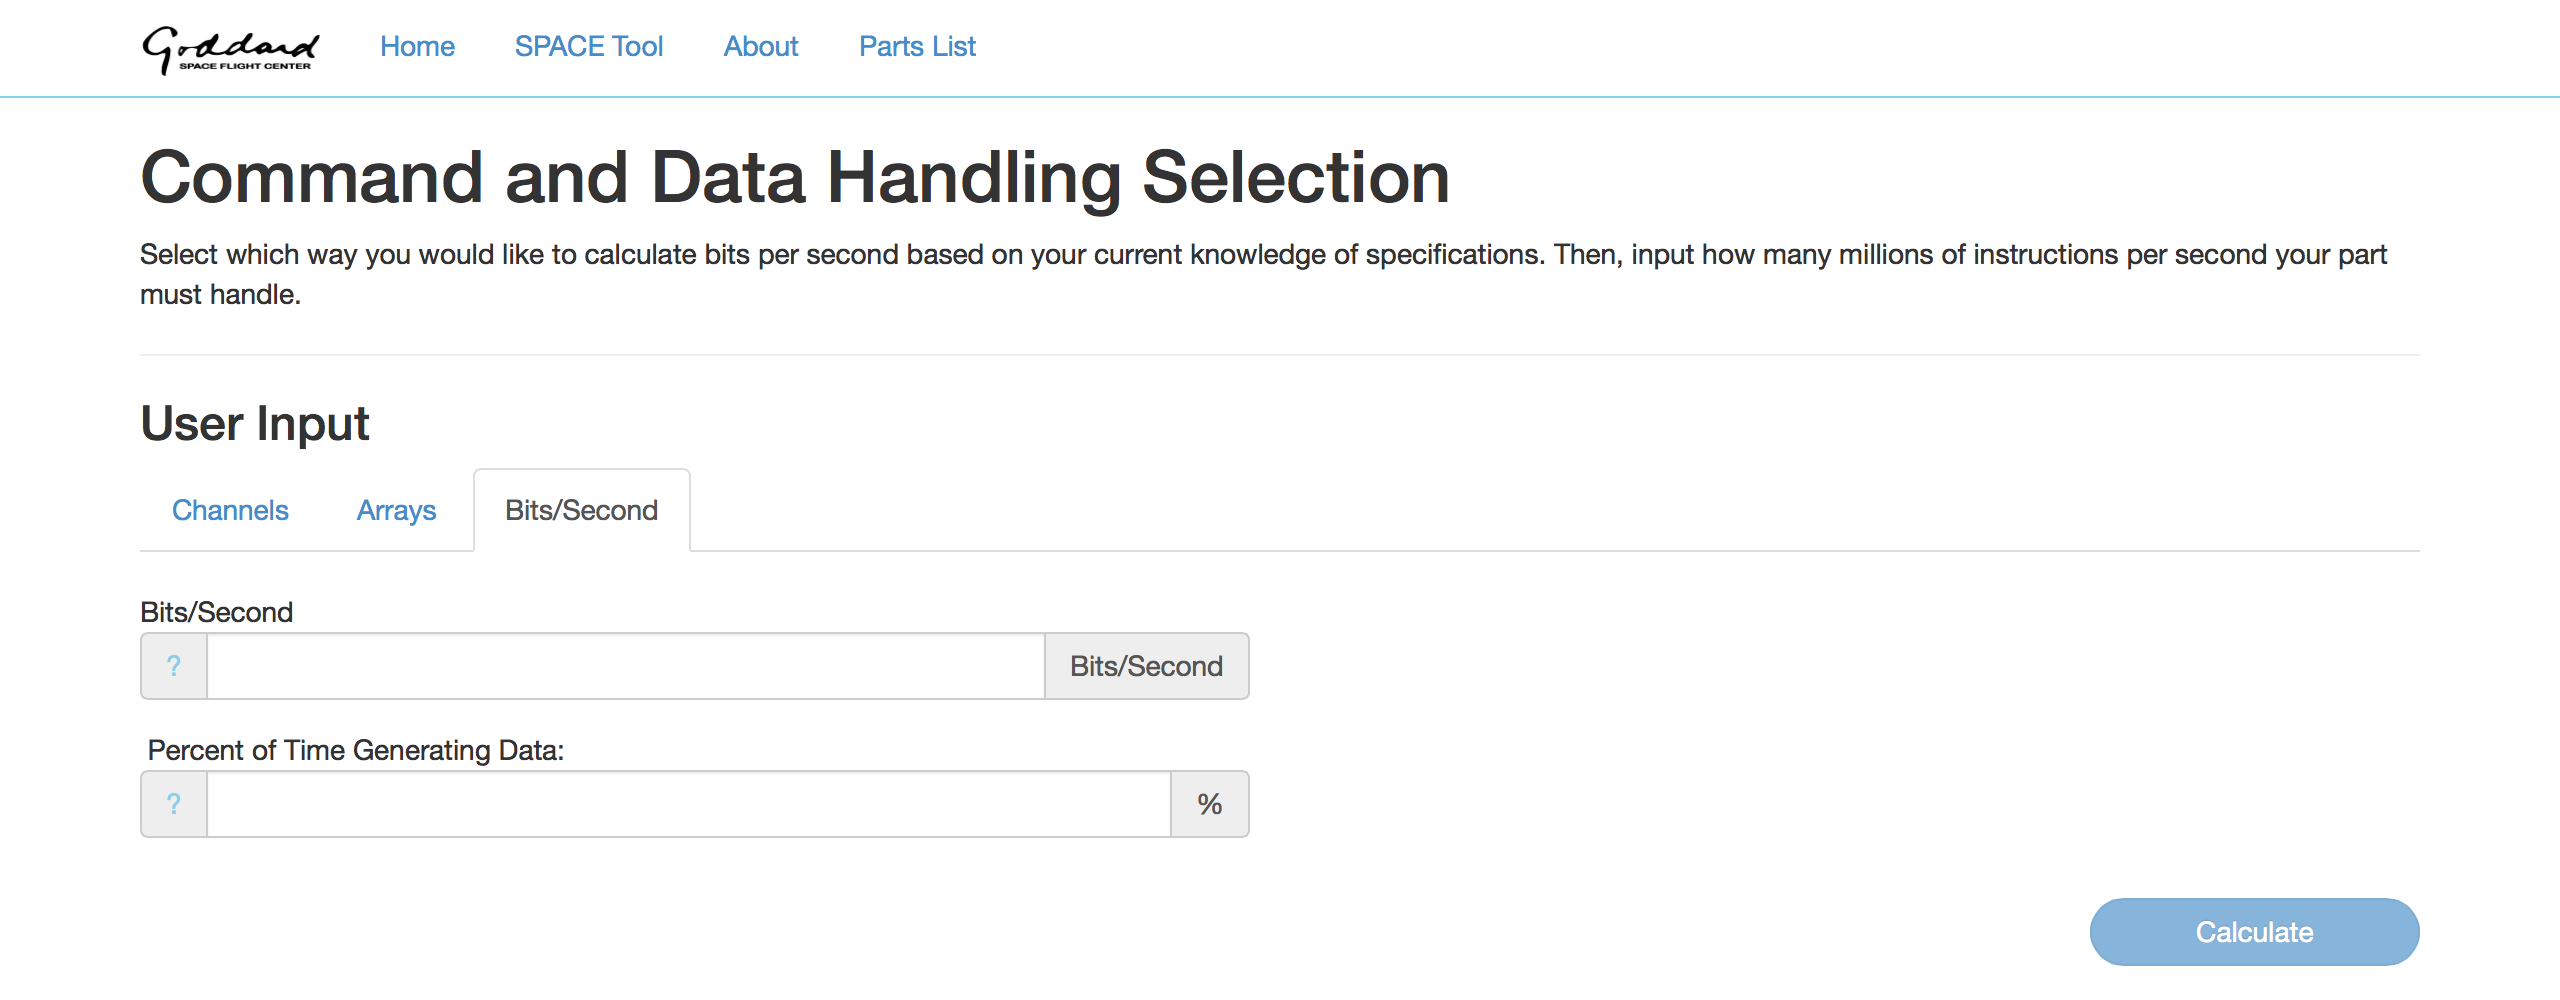 Goddard
SPACE FLIGHT CENTER
Home SPACE Tool About Parts List
Command and Data Handling Selection
Select which way you would like to calculate bits per second based on your current knowledge of specifications. Then, input how many millions of instructions per second your part
must handle.
User Input
Channels Arrays Bits/Second
Bits/Second
? Bits/Second
Percent of Time Generating Data:
? %
Calculate